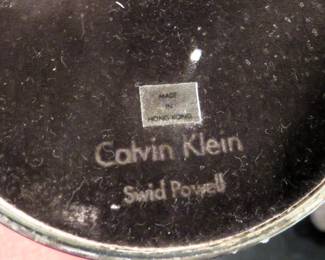 MADE
IN
HONG KONG
Calvin Klein
Swid Powell